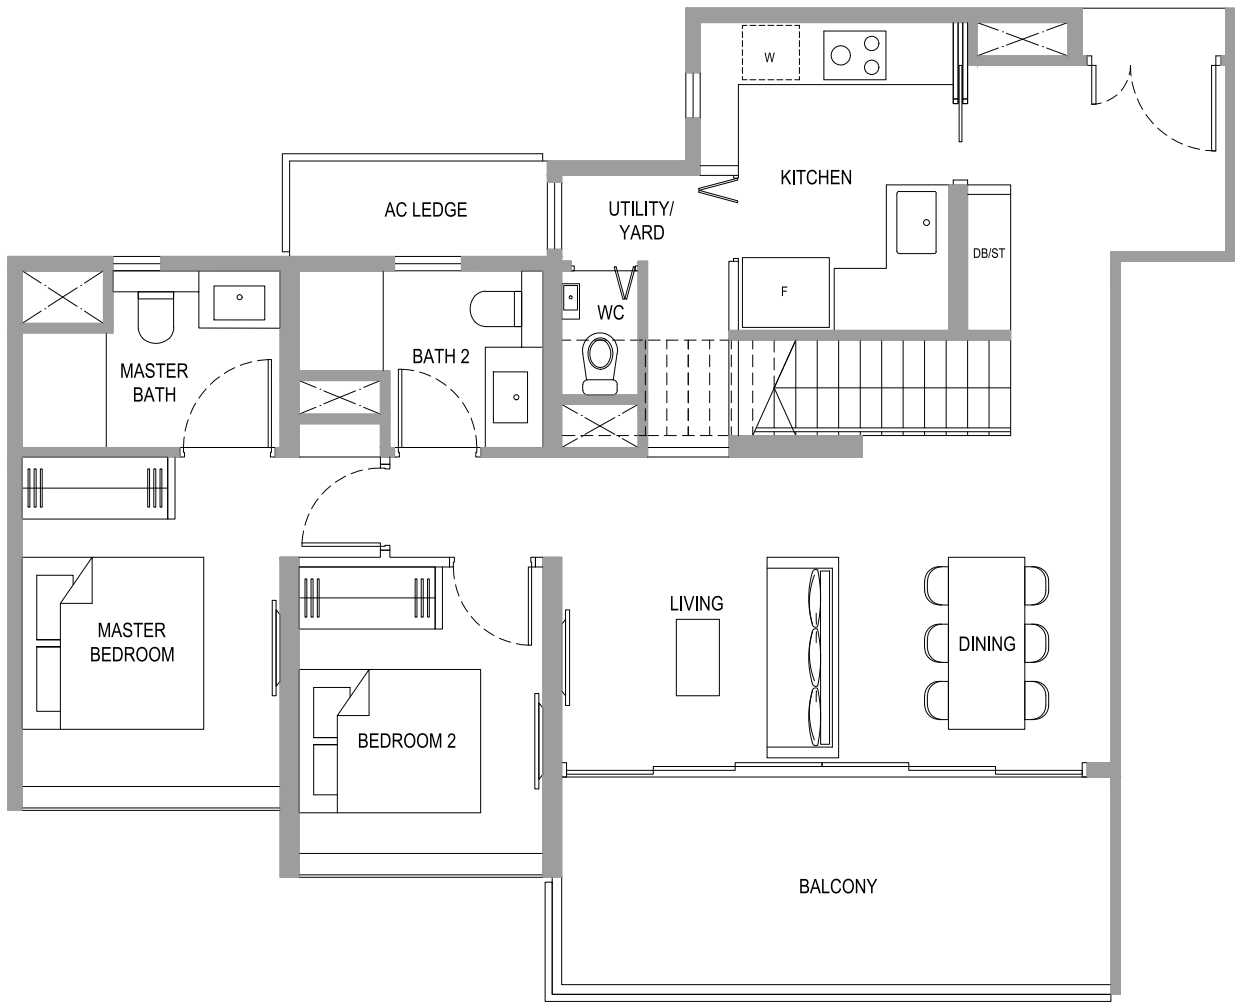 W
KITCHEN
AC LEDGE
UTILITY/
YARD
DB/ST
F
WC
MASTER
BATH
BATH 2
LIVING
MASTER
BEDROOM
DINING
BEDROOM 2
BALCONY